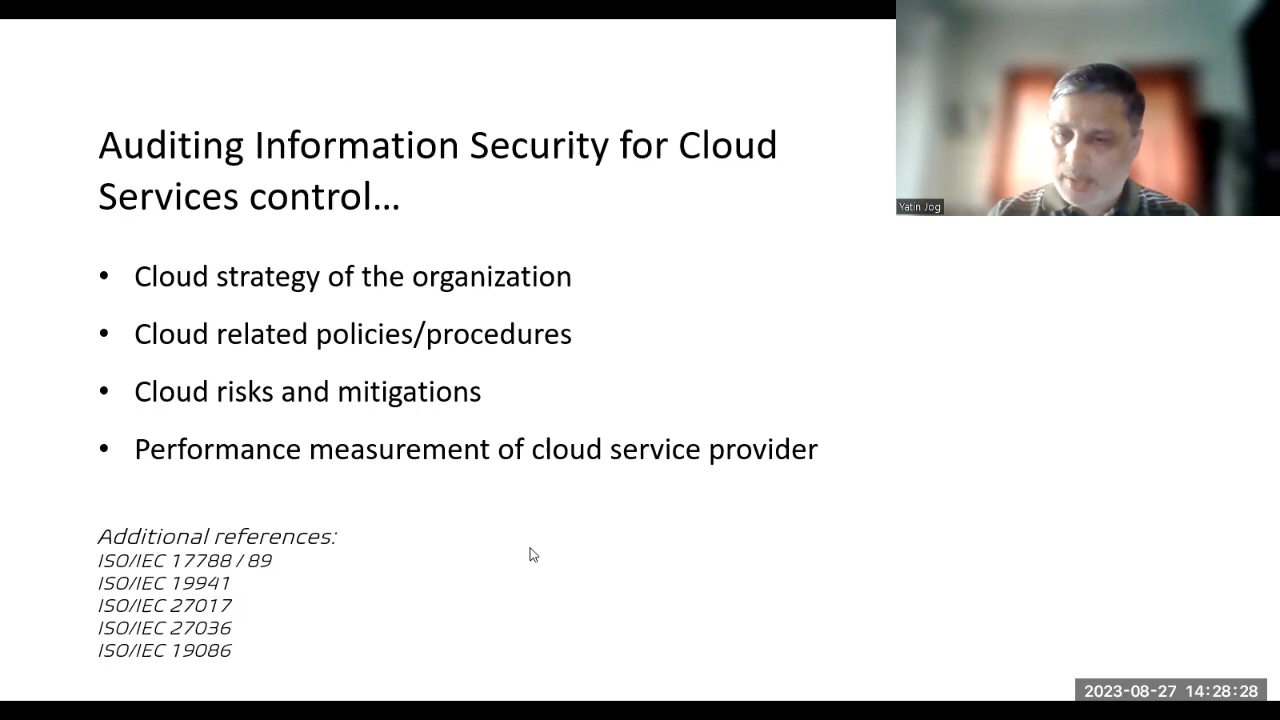 Auditing Information Security for Cloud
Services control...
• Cloud strategy of the organization
• Cloud related policies/procedures
• Cloud risks and mitigations
• Performance measurement of cloud service provider
Additional references:
ISO/IEC 17788 / 89
ISO/IEC 19941
ISO/IEC 27017
ISO/IEC 27036
ISO/IEC 19086
Yatin Jog
2023-08-27 14:28:28